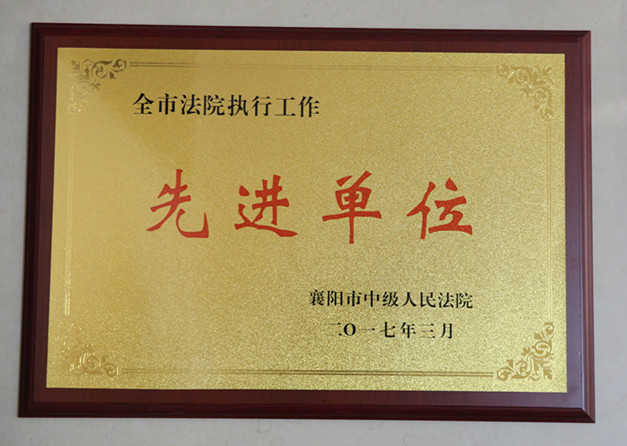 全市法院执行工作
先进单位
襄阳市中级人民法院
二〇一七年三月